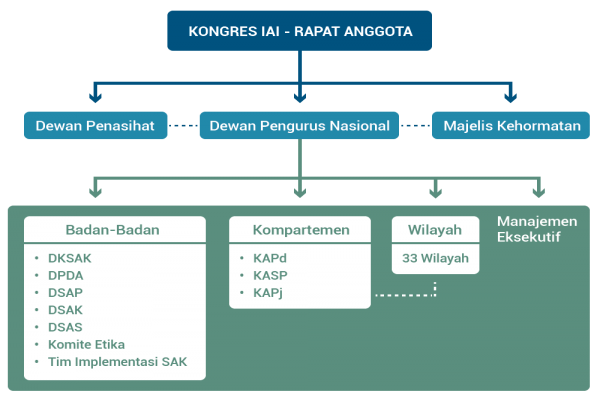 KONGRES IAI - RAPAT ANGGOTA
Dewan Penasihat
Dewan Pengurus Nasional
Majelis Kehormatan
Badan-Badan
• DKSAK
• DPDA
• DSAP
• DSAK
• DSAS
• Komite Etika
• Tim Implementasi SAK
Kompartemen
• KAPd
• KASP
• KAPj
Wilayah
33 Wilayah
Manajemen
Eksekutif